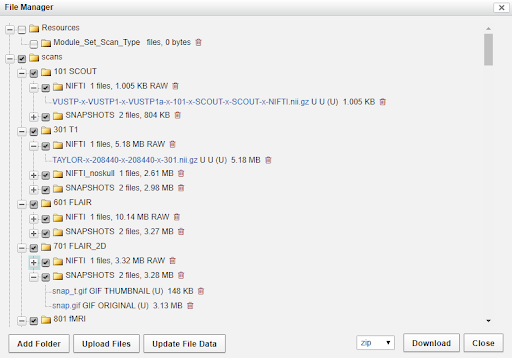 File Manager
Resources
Module_Set_Scan_Type files, 0 bytes
scans
101 SCOUT
NIFTI 1 files, 1.005 KB RAW
VUSTP-x-VUSTP1-x-VUSTP1a-x-101-x-SCOUT-x-SCOUT-x-NIFTI.nii.gz U U (U) 1.005 KB
SNAPSHOTS 2 files, 804 KB
301 T1
NIFTI 1 files, 5.18 MB RAW
TAYLOR-x-208440-x-208440-x-301.nii.gz U U (U) 5.18 MB
NIFTI_noskull 1 files, 2.61 MB
SNAPSHOTS 2 files, 2.98 MB
601 FLAIR
NIFTI 1 files, 10.14 MB RAW
SNAPSHOTS 2 files, 3.27 MB
701 FLAIR_2D
NIFTI 1 files, 3.32 MB RAW
SNAPSHOTS 2 files, 3.28 MB
snap_t.gif GIF THUMBNAIL (U) 148 KB
snap.gif GIF ORIGINAL (U) 3.13 MB
801 fMRI
Add Folder Upload Files Update File Data zip Download Close